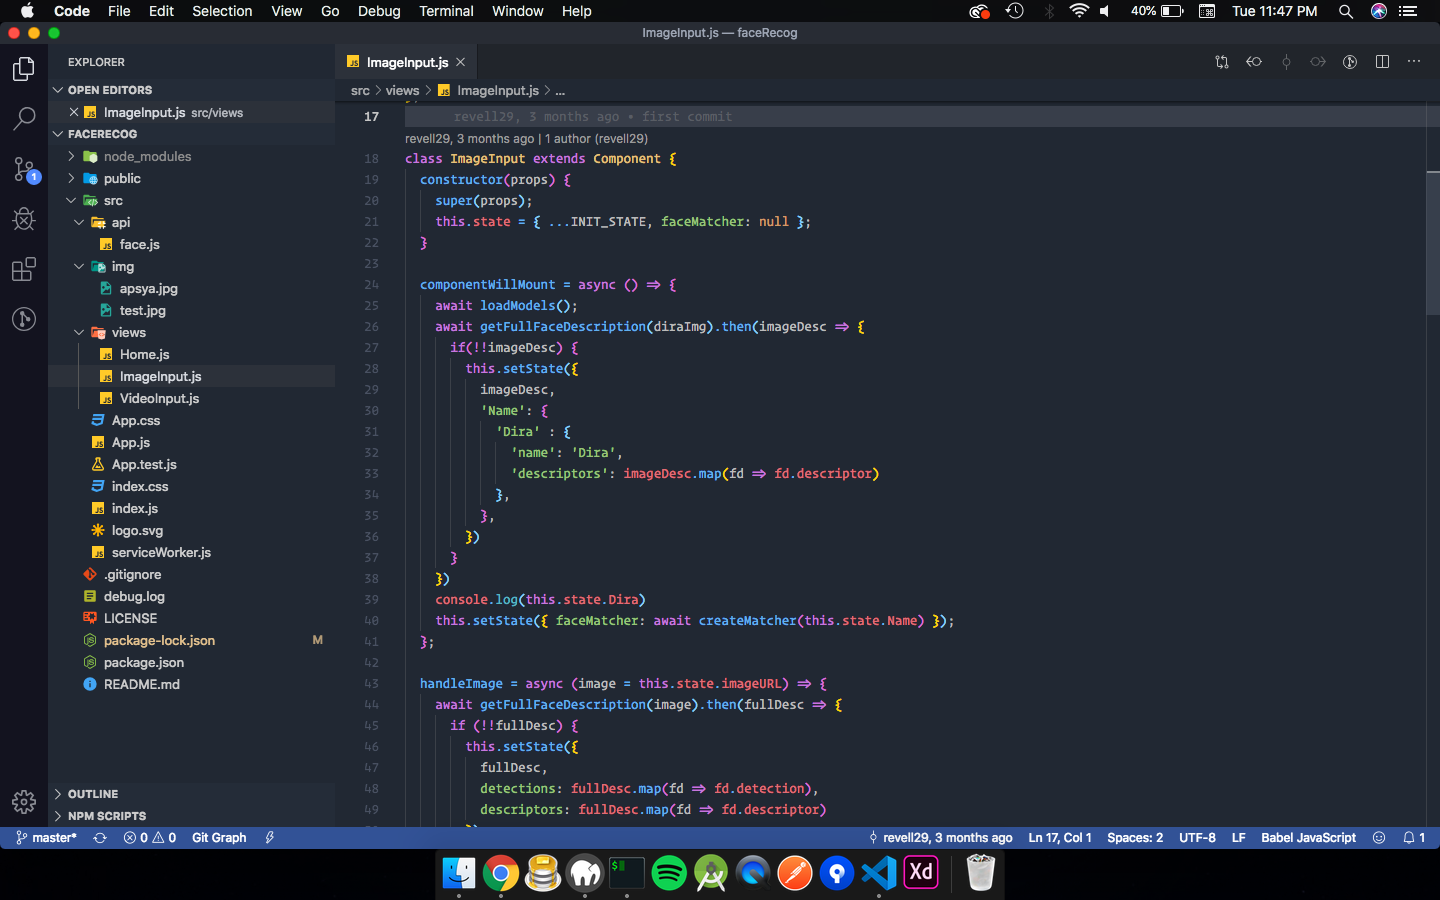 Code File Edit Selection View Go Debug Terminal Window Help 40% Tue 11:47 PM
ImageInput.js — faceRecog
EXPLORER
OPEN EDITORS
ImageInput.js src/views
FACERECOG
node_modules
public
src
api
face.js
img
apsya.jpg
test.jpg
views
Home.js
ImageInput.js
VideoInput.js
App.css
App.js
App.test.js
index.css
index.js
logo.svg
serviceWorker.js
.gitignore
debug.log
LICENSE
package-lock.json M
package.json
README.md
OUTLINE
NPM SCRIPTS
ImageInput.js
src > views > ImageInput.js > ...
17 revell29, 3 months ago • first commit
revell29, 3 months ago | 1 author (revell29)
18 class ImageInput extends Component {
19 constructor(props) {
20 super(props);
21 this.state = { ...INIT_STATE, faceMatcher: null };
22 }
23
24 componentWillMount = async () => {
25 await loadModels();
26 await getFullFaceDescription(diraImg).then(imageDesc => {
27 if(!!imageDesc) {
28 this.setState({
29 imageDesc,
30 'Name': {
31 'Dira' : {
32 'name': 'Dira',
33 'descriptors': imageDesc.map(fd => fd.descriptor)
34 },
35 },
36 })
37 }
38 })
39 console.log(this.state.Dira)
40 this.setState({ faceMatcher: await createMatcher(this.state.Name) });
41 };
42
43 handleImage = async (image = this.state.imageURL) => {
44 await getFullFaceDescription(image).then(fullDesc => {
45 if (!!fullDesc) {
46 this.setState({
47 fullDesc,
48 detections: fullDesc.map(fd => fd.detection),
49 descriptors: fullDesc.map(fd => fd.descriptor)
1
master* 0 0 Git Graph revell29, 3 months ago Ln 17, Col 1 Spaces: 2 UTF-8 LF Babel JavaScript 1
$
Xd